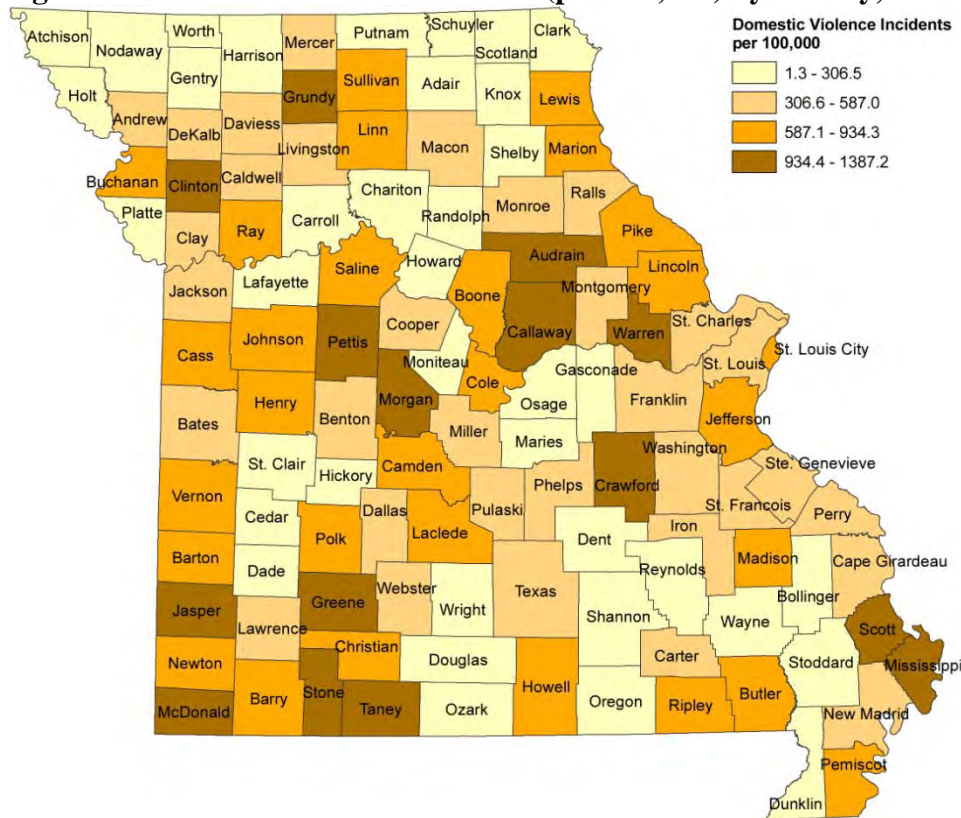 Domestic Violence Incidents
per 100,000
1.3 - 306.5
306.6 - 587.0
587.1 - 934.3
934.4 - 1387.2
Atchison
Nodaway
Worth
Harrison
Mercer
Putnam
Schuyler
Scotland
Clark
Gentry
Holt
Grundy
Sullivan
Adair
Knox
Lewis
Andrew
DeKalb
Daviess
Livingston
Linn
Macon
Shelby
Marion
Buchanan
Clinton
Caldwell
Chariton
Randolph
Monroe
Ralls
Platte
Clay
Ray
Carroll
Pike
Saline
Howard
Audrain
Lincoln
Jackson
Lafayette
Boone
Montgomery
Cooper
Callaway
Warren
St. Charles
Cass
Johnson
Pettis
Moniteau
St. Louis
St. Louis City
Cole
Gasconade
Henry
Morgan
Osage
Franklin
Jefferson
Bates
Benton
Miller
Maries
Washington
St. Clair
Hickory
Camden
Phelps
Crawford
Ste. Genevieve
Vernon
Cedar
Dallas
Pulaski
St. Francois
Perry
Polk
Laclede
Dent
Iron
Barton
Dade
Reynolds
Madison
Cape Girardeau
Jasper
Greene
Webster
Wright
Texas
Shannon
Wayne
Bollinger
Lawrence
Scott
Newton
Christian
Douglas
Carter
Stoddard
Mississippi
McDonald
Barry
Stone
Taney
Ozark
Howell
Oregon
Ripley
Butler
New Madrid
Pemiscot
Dunklin